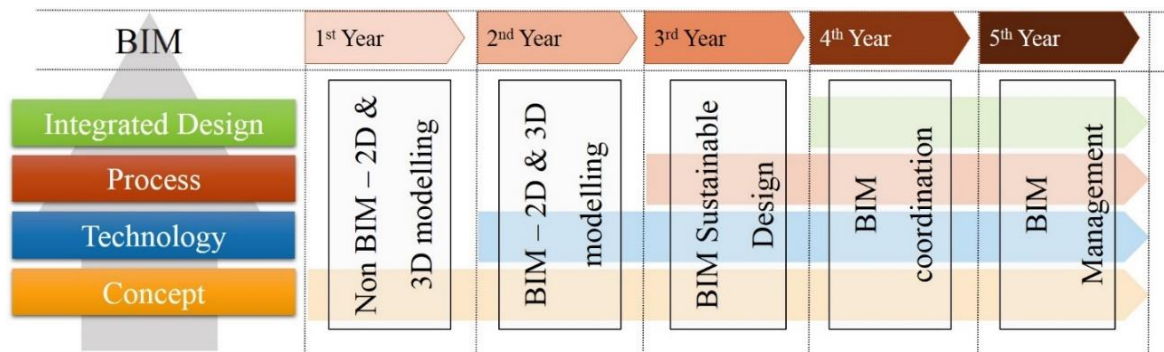 BIM
1st Year
2nd Year
3rd Year
4th Year
5th Year
Integrated Design
Process
Technology
Concept
Non BIM – 2D &
3D modelling
BIM – 2D & 3D
modelling
BIM Sustainable
Design
BIM
coordination
BIM
Management